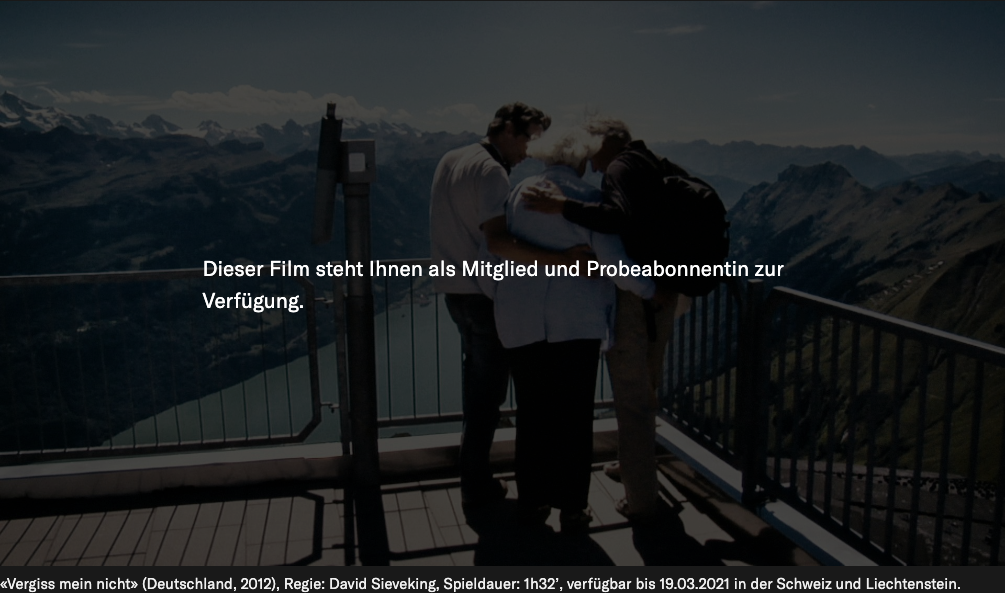 Dieser Film steht Ihnen als Mitglied und Probeabonnentin zur
Verfügung.
«Vergiss mein nicht» (Deutschland, 2012), Regie: David Sieveking, Spieldauer: 1h32’, verfügbar bis 19.03.2021 in der Schweiz und Liechtenstein.